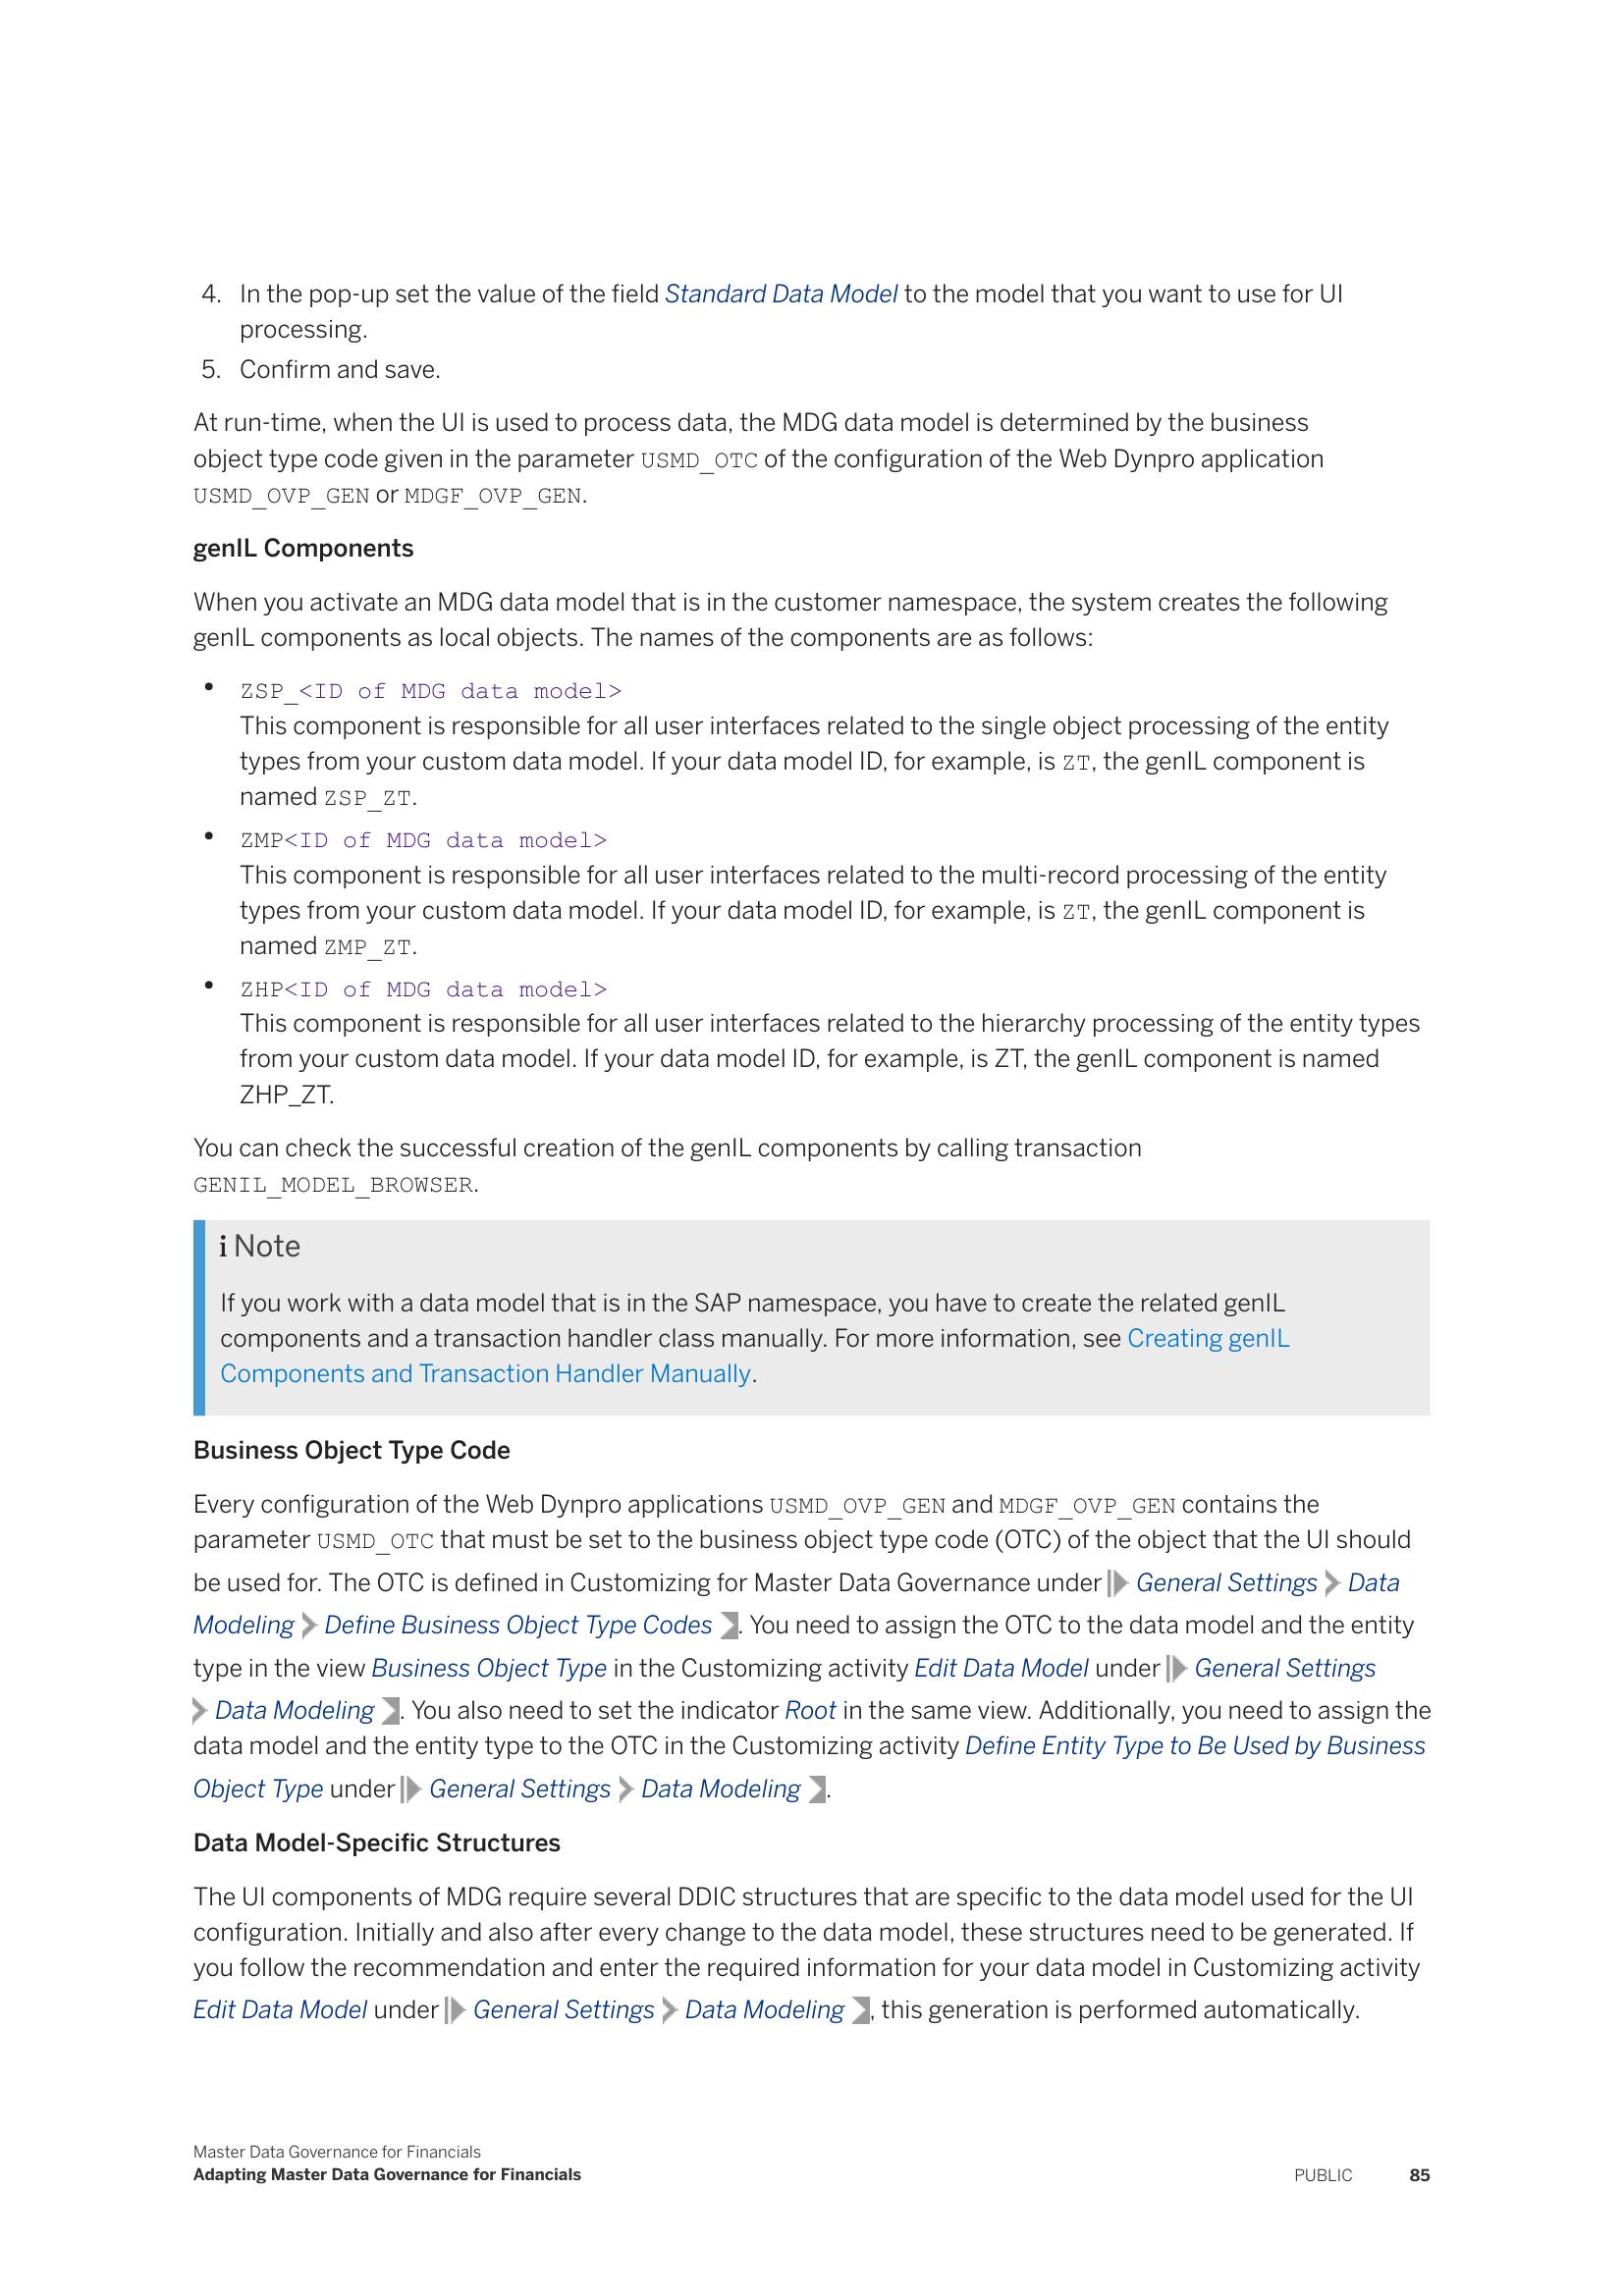 4. In the pop-up set the value of the field Standard Data Model to the model that you want to use for UI
processing.
5. Confirm and save.
At run-time, when the UI is used to process data, the MDG data model is determined by the business
object type code given in the parameter USMD_OTC of the configuration of the Web Dynpro application
USMD_OVP_GEN or MDGF_OVP_GEN.
genIL Components
When you activate an MDG data model that is in the customer namespace, the system creates the following
genIL components as local objects. The names of the components are as follows:
• ZSP_<ID of MDG data model>
This component is responsible for all user interfaces related to the single object processing of the entity
types from your custom data model. If your data model ID, for example, is ZT, the genIL component is
named ZSP_ZT.
• ZMP<ID of MDG data model>
This component is responsible for all user interfaces related to the multi-record processing of the entity
types from your custom data model. If your data model ID, for example, is ZT, the genIL component is
named ZMP_ZT.
• ZHP<ID of MDG data model>
This component is responsible for all user interfaces related to the hierarchy processing of the entity types
from your custom data model. If your data model ID, for example, is ZT, the genIL component is named
ZHP_ZT.
You can check the successful creation of the genIL components by calling transaction
GENIL_MODEL_BROWSER.
i Note
If you work with a data model that is in the SAP namespace, you have to create the related genIL
components and a transaction handler class manually. For more information, see Creating genIL
Components and Transaction Handler Manually.
Business Object Type Code
Every configuration of the Web Dynpro applications USMD_OVP_GEN and MDGF_OVP_GEN contains the
parameter USMD_OTC that must be set to the business object type code (OTC) of the object that the UI should
be used for. The OTC is defined in Customizing for Master Data Governance under General Settings Data
Modeling Define Business Object Type Codes . You need to assign the OTC to the data model and the entity
type in the view Business Object Type in the Customizing activity Edit Data Model under General Settings
Data Modeling . You also need to set the indicator Root in the same view. Additionally, you need to assign the
data model and the entity type to the OTC in the Customizing activity Define Entity Type to Be Used by Business
Object Type under General Settings Data Modeling .
Data Model-Specific Structures
The UI components of MDG require several DDIC structures that are specific to the data model used for the UI
configuration. Initially and also after every change to the data model, these structures need to be generated. If
you follow the recommendation and enter the required information for your data model in Customizing activity
Edit Data Model under General Settings Data Modeling , this generation is performed automatically.
Master Data Governance for Financials
Adapting Master Data Governance for Financials
PUBLIC 85